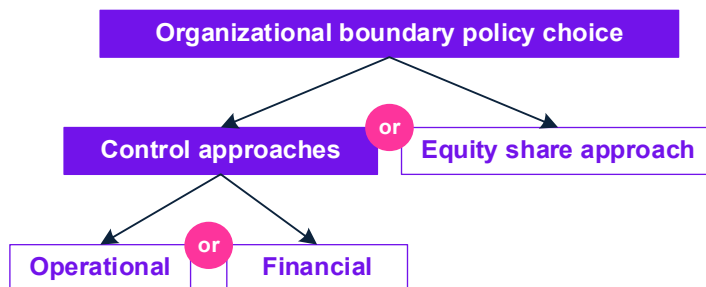 Organizational boundary policy choice
or
Control approaches
Equity share approach
or
Operational
Financial